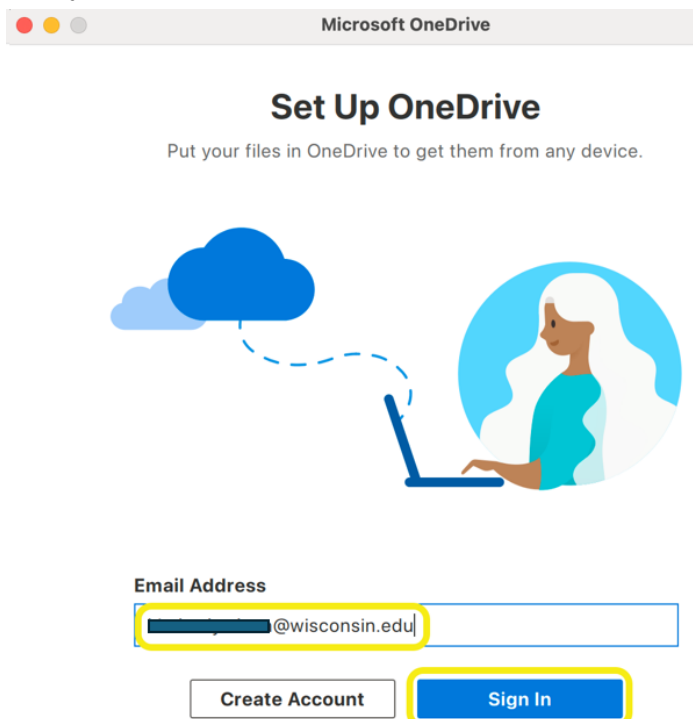 Microsoft OneDrive
Set Up OneDrive
Put your files in OneDrive to get them from any device.
Email Address
@wisconsin.edu
Create Account
Sign In